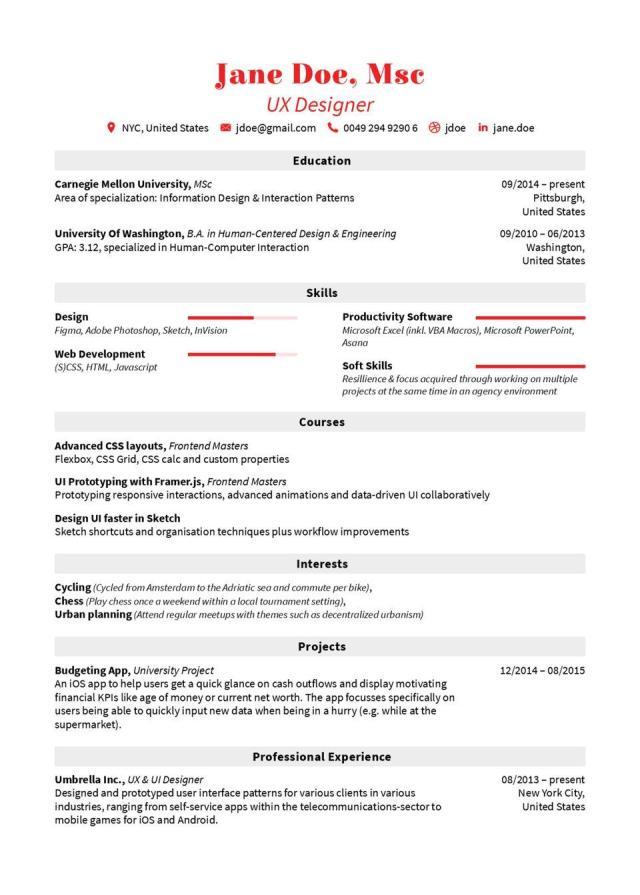 Jane Doe, Msc
UX Designer
NYC, United States jdoe@gmail.com 0049 294 9290 6 jdoe jane.doe
Education
Carnegie Mellon University, MSc 09/2014 – present
Area of specialization: Information Design & Interaction Patterns Pittsburgh,
United States
University Of Washington, B.A. in Human-Centered Design & Engineering 09/2010 – 06/2013
GPA: 3.12, specialized in Human-Computer Interaction Washington,
United States
Skills
Design
Figma, Adobe Photoshop, Sketch, InVision
Web Development
(S)CSS, HTML, Javascript
Productivity Software
Microsoft Excel (inkl. VBA Macros), Microsoft PowerPoint,
Asana
Soft Skills
Resillience & focus acquired through working on multiple
projects at the same time in an agency environment
Courses
Advanced CSS layouts, Frontend Masters
Flexbox, CSS Grid, CSS calc and custom properties
UI Prototyping with Framer.js, Frontend Masters
Prototyping responsive interactions, advanced animations and data-driven UI collaboratively
Design UI faster in Sketch
Sketch shortcuts and organisation techniques plus workflow improvements
Interests
Cycling (Cycled from Amsterdam to the Adriatic sea and commute per bike),
Chess (Play chess once a weekend within a local tournament setting),
Urban planning (Attend regular meetups with themes such as decentralized urbanism)
Projects
Budgeting App, University Project 12/2014 – 08/2015
An iOS app to help users get a quick glance on cash outflows and display motivating
financial KPIs like age of money or current net worth. The app focusses specifically on
users being able to quickly input new data when being in a hurry (e.g. while at the
supermarket).
Professional Experience
Umbrella Inc., UX & UI Designer 08/2013 – present
Designed and prototyped user interface patterns for various clients in various New York City,
industries, ranging from self-service apps within the telecommunications-sector to United States
mobile games for iOS and Android.